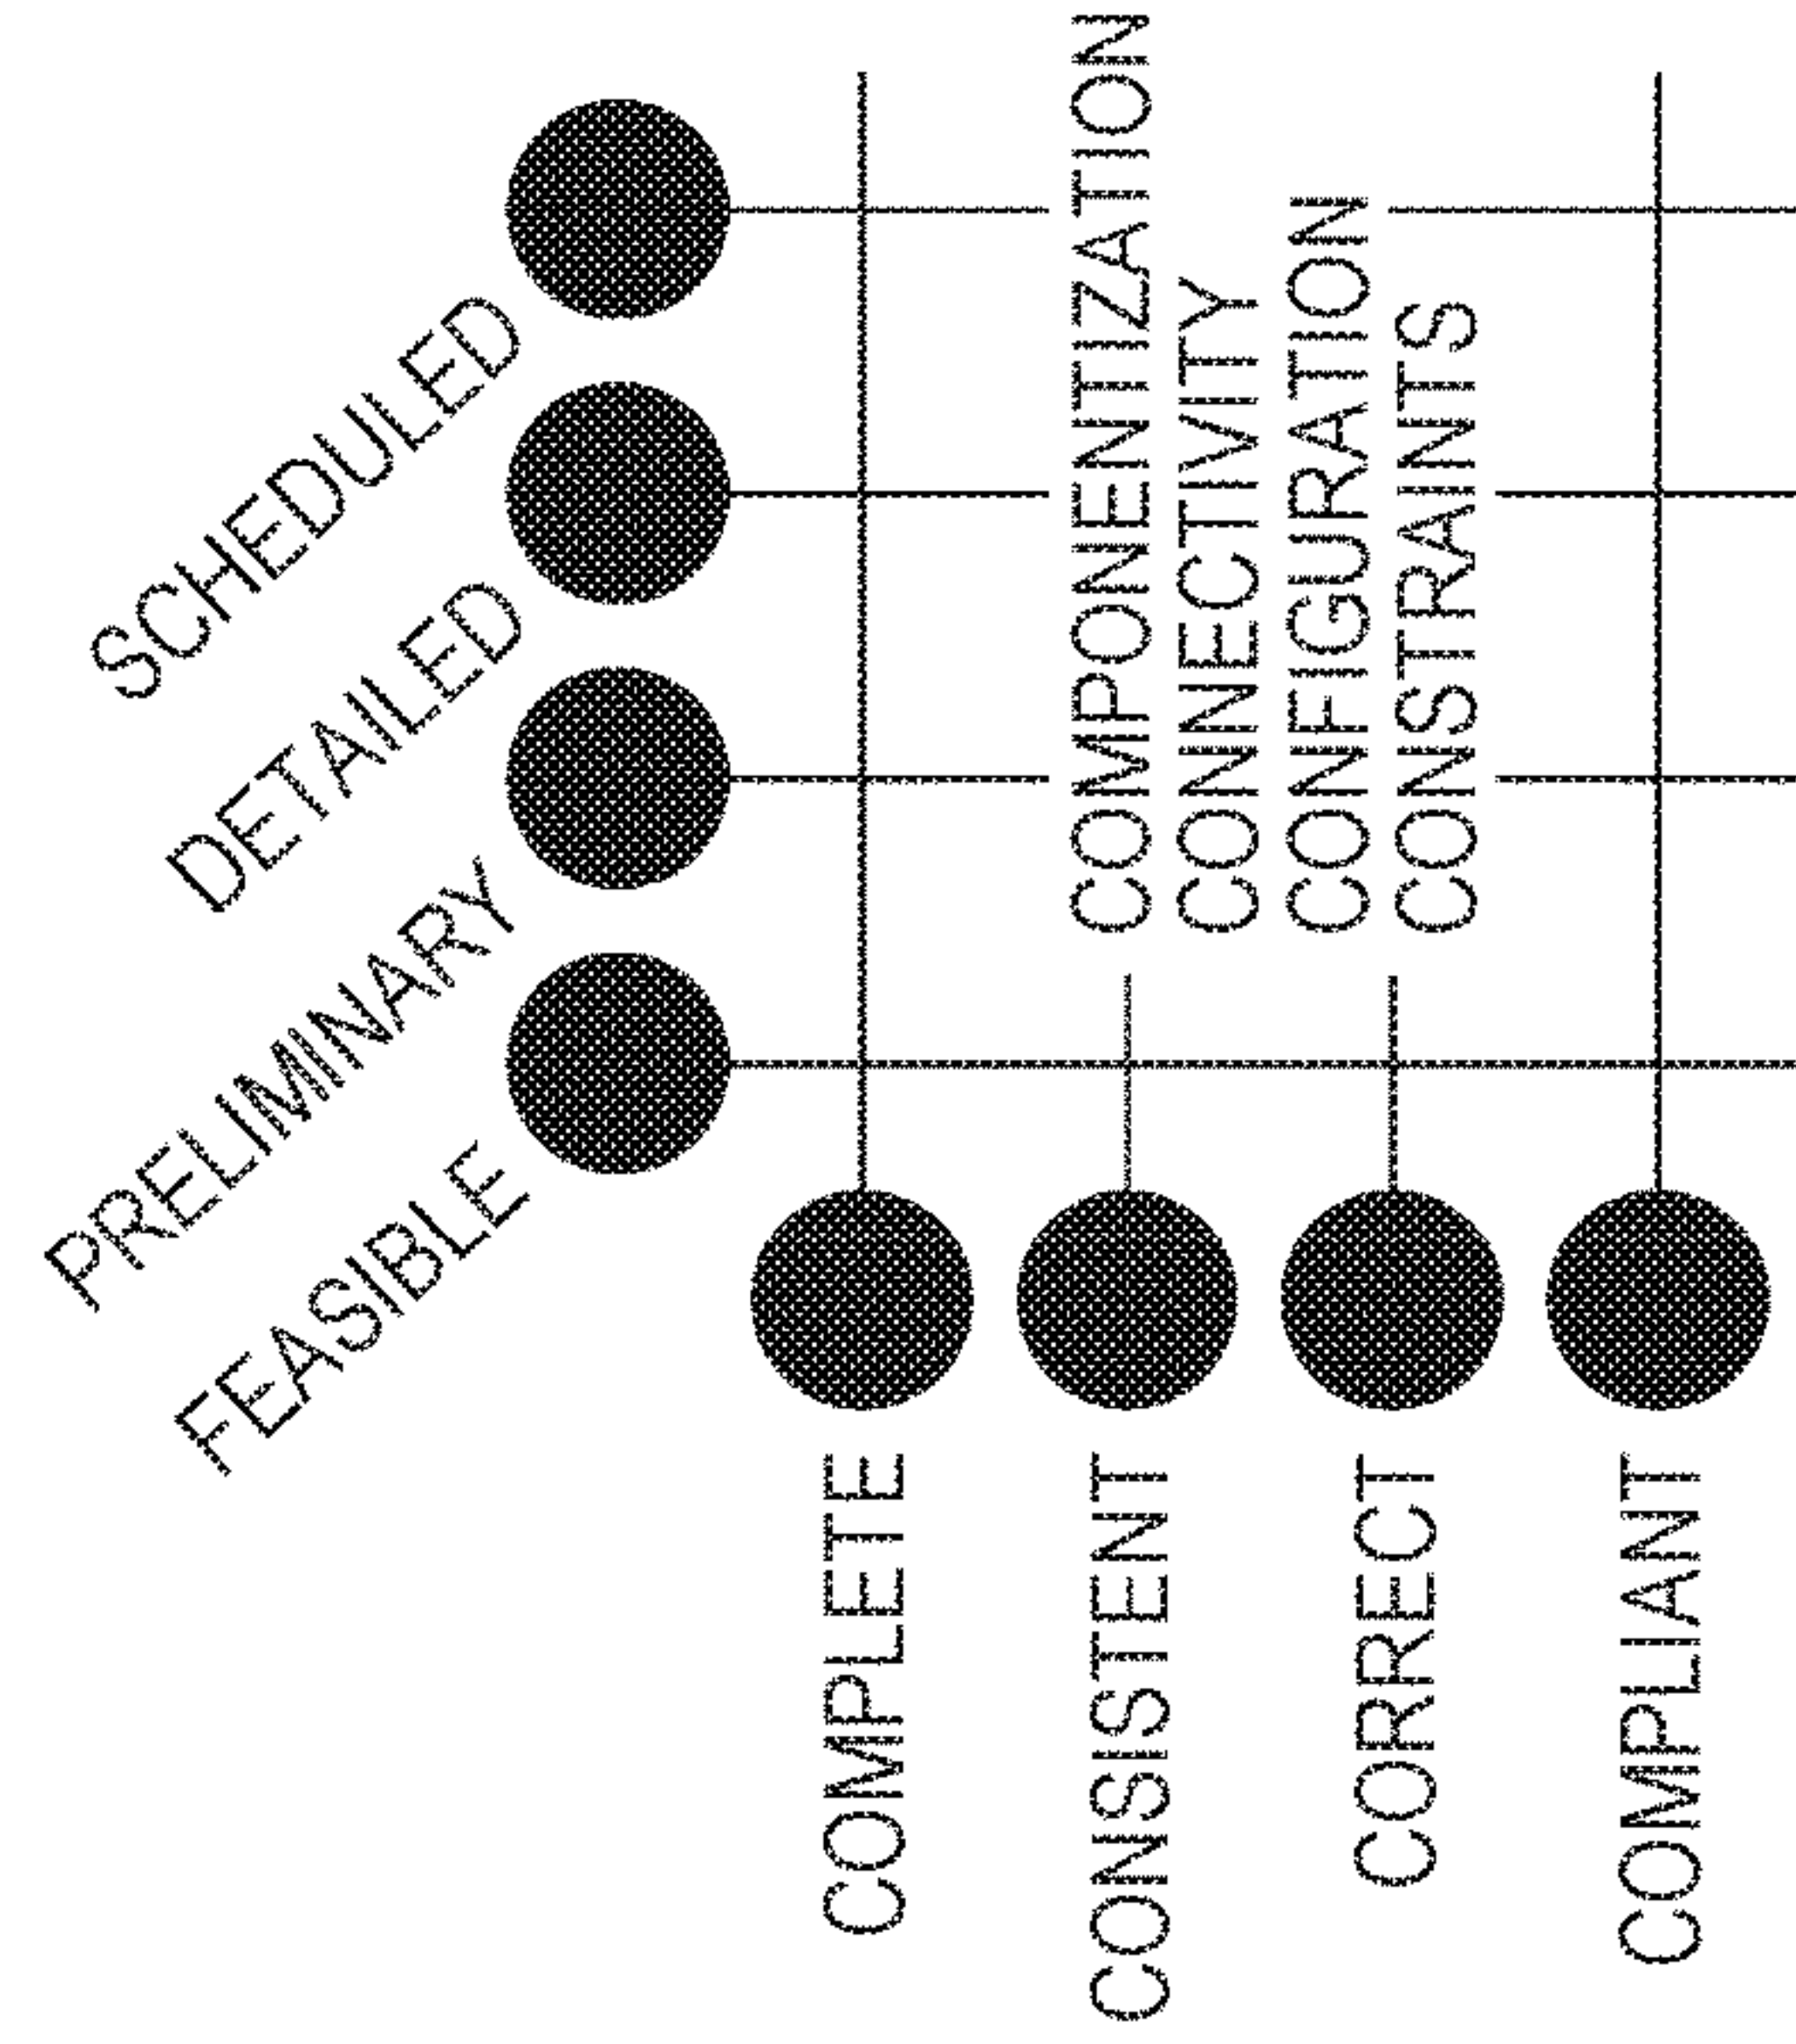 FEASIBLE
PRELIMINARY
DETAILED
SCHEDULED
COMPLETE
CONSISTENT
CORRECT
COMPLIANT
COMPONENTIZATION
CONNECTIVITY
CONFIGURATION
CONSTRAINTS